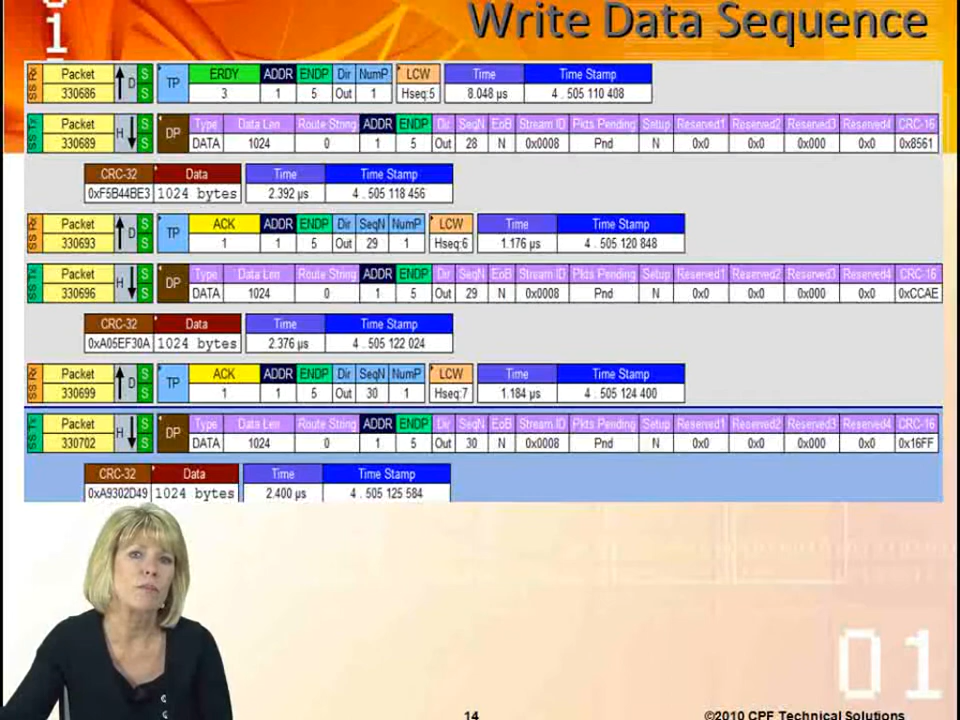 Write Data Sequence
SS Rx Packet D S TP ERDY ADDR ENDP Dir NumP LCW Time Time Stamp
330686 S 3 1 5 Out 1 Hseq:5 8.048 µs 4 . 505 110 408
SS Tx Packet H S DP Type Data Len Route String ADDR ENDP Dir SeqN EoB Stream ID Pkts Pending Setup Reserved1 Reserved2 Reserved3 Reserved4 CRC-16
330689 S DATA 1024 0 1 5 Out 28 N 0x0008 Pnd N 0x0 0x0 0x000 0x0 0x8561
CRC-32 Data Time Time Stamp
0xF5B44BE3 1024 bytes 2.392 µs 4 . 505 118 456
SS Rx Packet D S TP ACK ADDR ENDP Dir SeqN NumP LCW Time Time Stamp
330693 S 1 1 5 Out 29 1 Hseq:6 1.176 µs 4 . 505 120 848
SS Tx Packet H S DP Type Data Len Route String ADDR ENDP Dir SeqN EoB Stream ID Pkts Pending Setup Reserved1 Reserved2 Reserved3 Reserved4 CRC-16
330696 S DATA 1024 0 1 5 Out 29 N 0x0008 Pnd N 0x0 0x0 0x000 0x0 0xCCAE
CRC-32 Data Time Time Stamp
0xA05EF30A 1024 bytes 2.376 µs 4 . 505 122 024
SS Rx Packet D S TP ACK ADDR ENDP Dir SeqN NumP LCW Time Time Stamp
330699 S 1 1 5 Out 30 1 Hseq:7 1.184 µs 4 . 505 124 400
SS Tx Packet H S DP Type Data Len Route String ADDR ENDP Dir SeqN EoB Stream ID Pkts Pending Setup Reserved1 Reserved2 Reserved3 Reserved4 CRC-16
330702 S DATA 1024 0 1 5 Out 30 N 0x0008 Pnd N 0x0 0x0 0x000 0x0 0x16FF
CRC-32 Data Time Time Stamp
0xA9302D49 1024 bytes 2.400 µs 4 . 505 125 584
01
14
©2010 CPF Technical Solutions